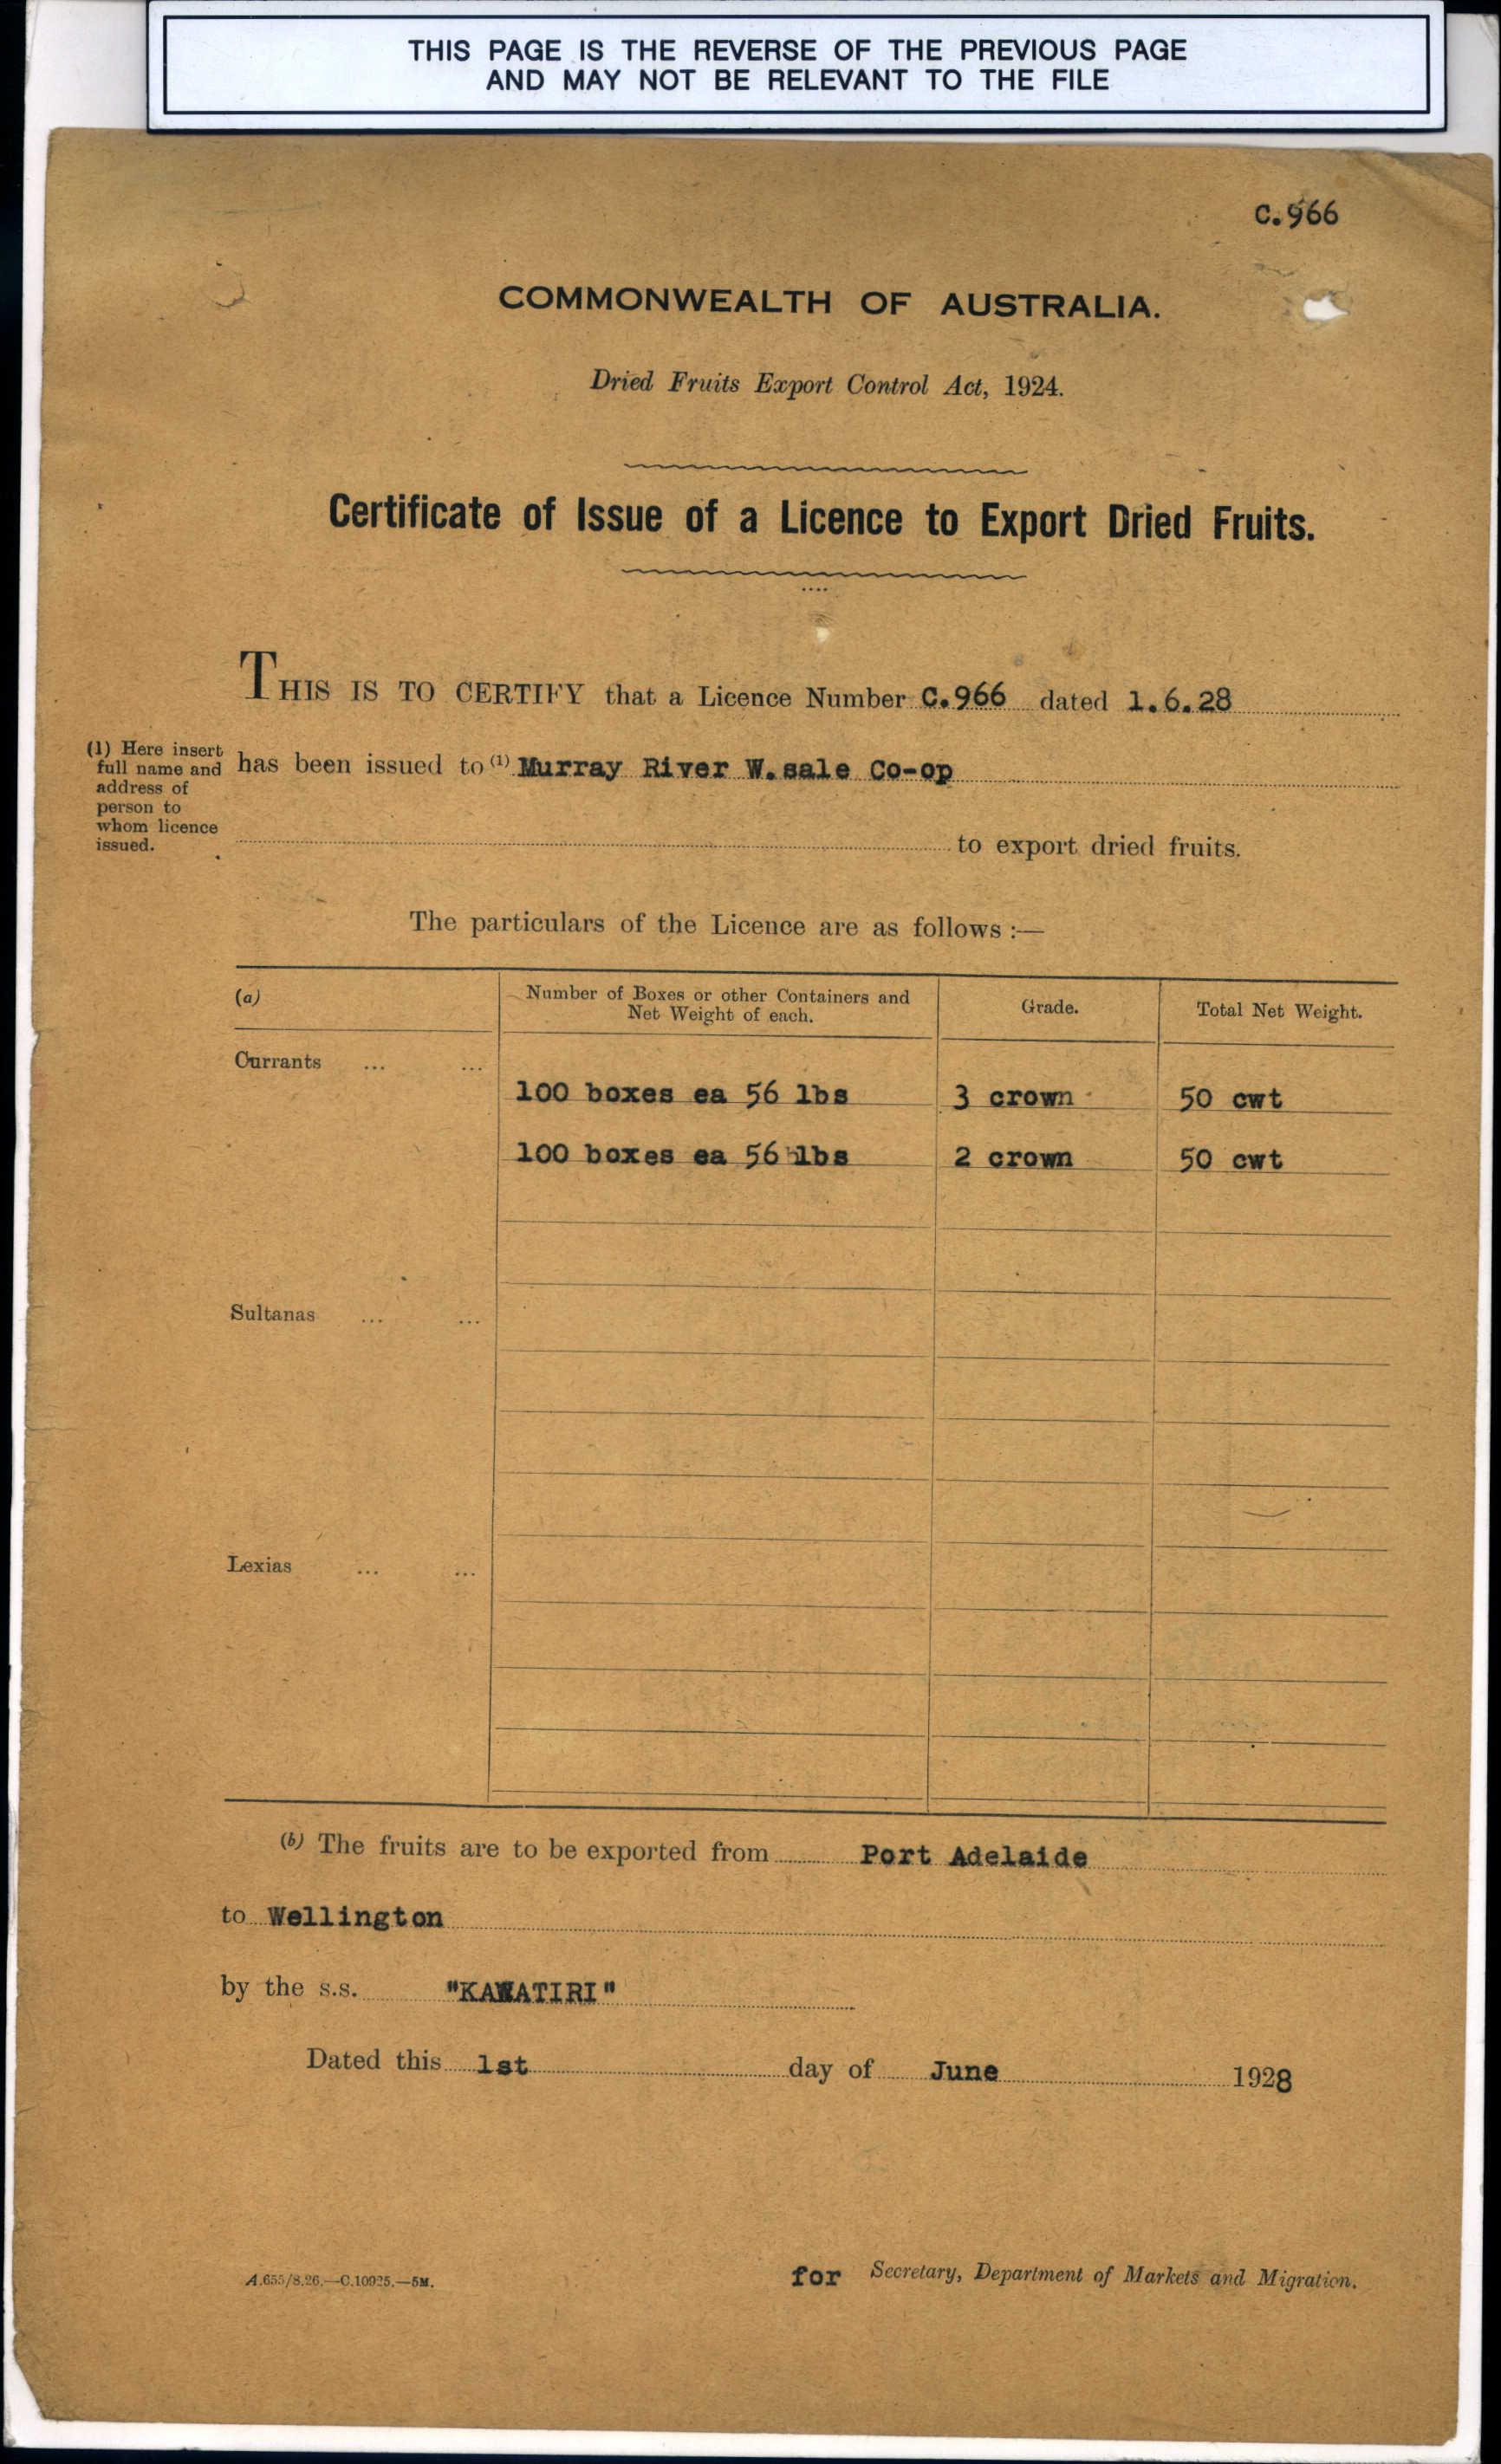 THIS PAGE IS THE REVERSE OF THE PREVIOUS PAGE
AND MAY NOT BE RELEVANT TO THE FILE
C.966
COMMONWEALTH OF AUSTRALIA.
Dried Fruits Export Control Act, 1924.
Certificate of Issue of a Licence to Export Dried Fruits.
THIS IS TO CERTIFY that a Licence Number C.966 dated 1.6.28
(1) Here insert full name and address of person to whom licence issued.
has been issued to (1) Murray River W.sale Co-op
to export dried fruits.
The particulars of the Licence are as follows :—
(a) Number of Boxes or other Containers and Net Weight of each. Grade. Total Net Weight.
Currants ... ...
100 boxes ea 56 lbs 3 crown 50 cwt
100 boxes ea 56 lbs 2 crown 50 cwt
Sultanas ... ...
Lexias ... ...
(b) The fruits are to be exported from Port Adelaide
to Wellington
by the s.s. "KAWATIRI"
Dated this 1st day of June 1928
for Secretary, Department of Markets and Migration.
A.655/8.26.—C.10925.—5M.